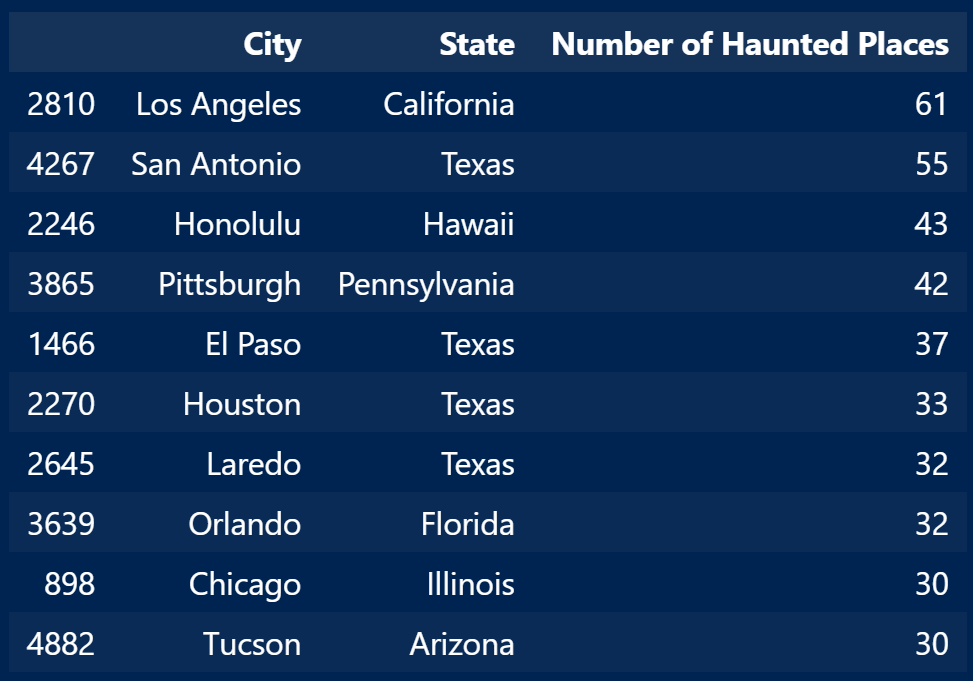 City State Number of Haunted Places
2810 Los Angeles California 61
4267 San Antonio Texas 55
2246 Honolulu Hawaii 43
3865 Pittsburgh Pennsylvania 42
1466 El Paso Texas 37
2270 Houston Texas 33
2645 Laredo Texas 32
3639 Orlando Florida 32
898 Chicago Illinois 30
4882 Tucson Arizona 30